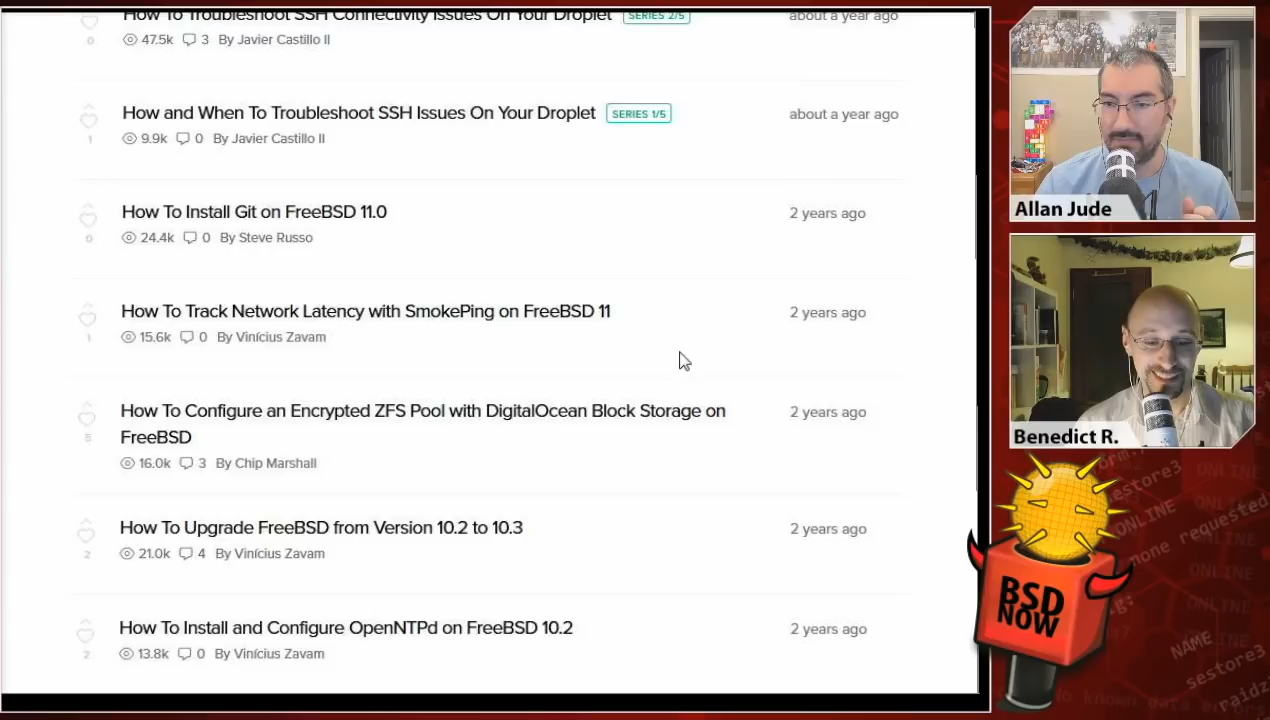 How To Troubleshoot SSH Connectivity Issues On Your Droplet SERIES 2/5 about a year ago
0 47.5k 3 By Javier Castillo II
How and When To Troubleshoot SSH Issues On Your Droplet SERIES 1/5 about a year ago
1 9.9k 0 By Javier Castillo II
How To Install Git on FreeBSD 11.0 2 years ago
0 24.4k 0 By Steve Russo
How To Track Network Latency with SmokePing on FreeBSD 11 2 years ago
1 15.6k 0 By Vinícius Zavam
How To Configure an Encrypted ZFS Pool with DigitalOcean Block Storage on 2 years ago
FreeBSD
5 16.0k 3 By Chip Marshall
How To Upgrade FreeBSD from Version 10.2 to 10.3 2 years ago
2 21.0k 4 By Vinícius Zavam
How To Install and Configure OpenNTPd on FreeBSD 10.2 2 years ago
2 13.8k 0 By Vinícius Zavam
Allan Jude
Benedict R.
BSD
NOW
ONLINE
sestore3
ONLINE
ONLINE
none requested
ONLINE
ONLINE
NAME
sestore3
raidz